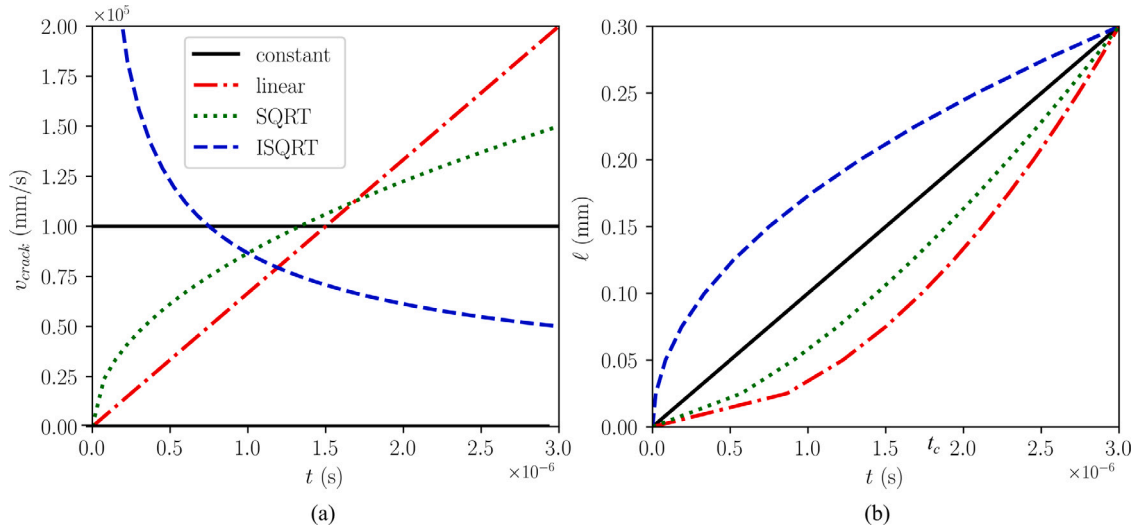 ×10⁵
2.00
1.75
1.50
1.25
1.00
0.75
0.50
0.25
0.00
v_crack (mm/s)
constant
linear
SQRT
ISQRT
0.0 0.5 1.0 1.5 2.0 2.5 3.0
×10⁻⁶
t (s)
(a)
0.30
0.25
0.20
0.15
0.10
0.05
0.00
ℓ (mm)
0.0 0.5 1.0 1.5 t_c 2.0 2.5 3.0
×10⁻⁶
t (s)
(b)